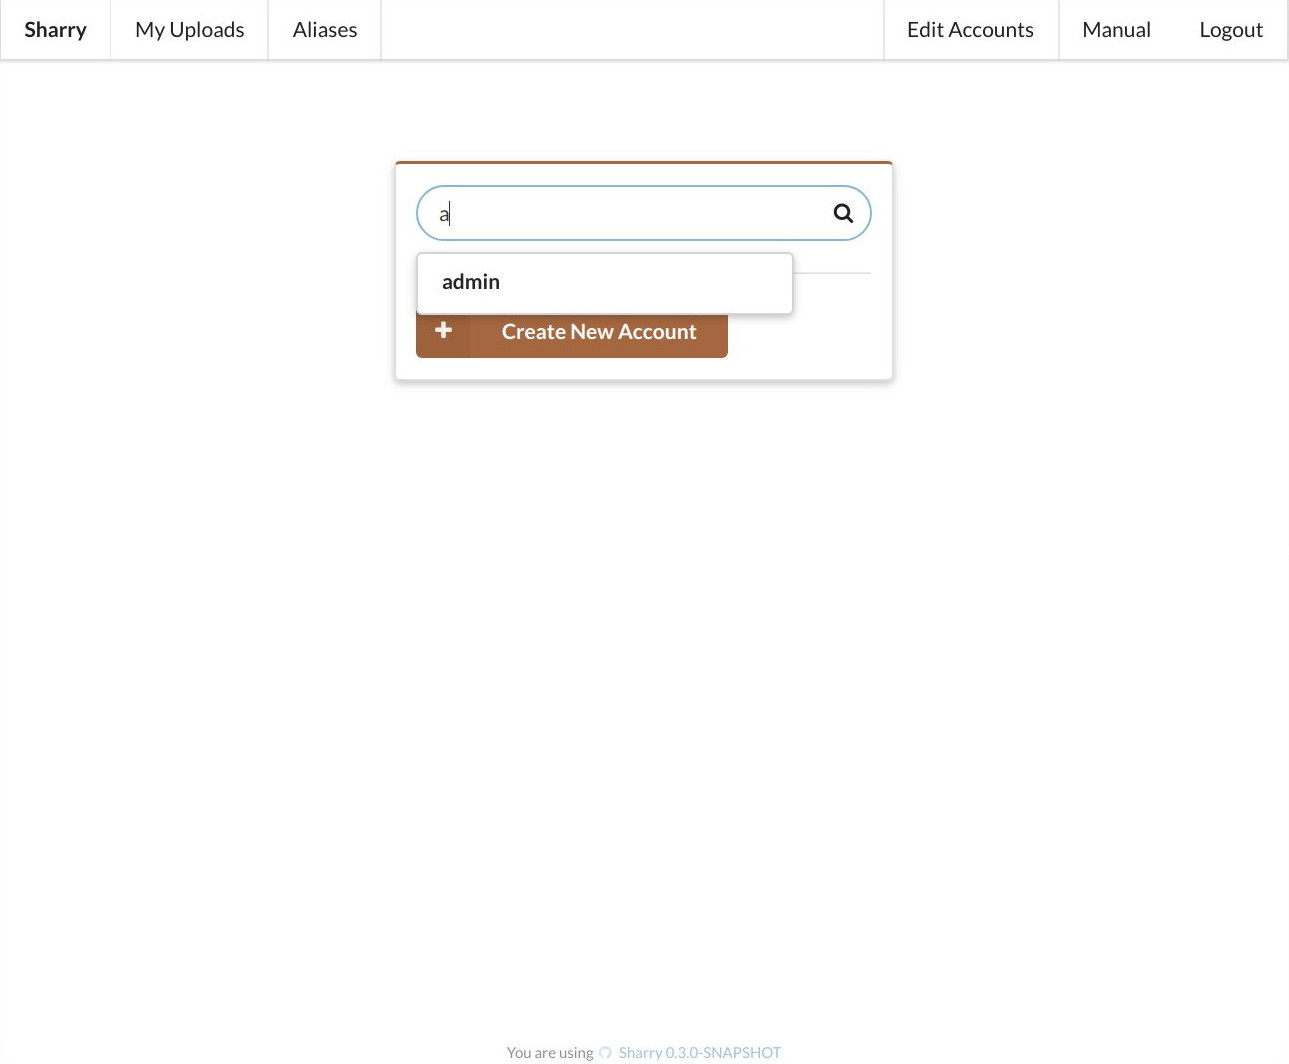 Sharry My Uploads Aliases Edit Accounts Manual Logout
a
admin
Create New Account
You are using Sharry 0.3.0-SNAPSHOT